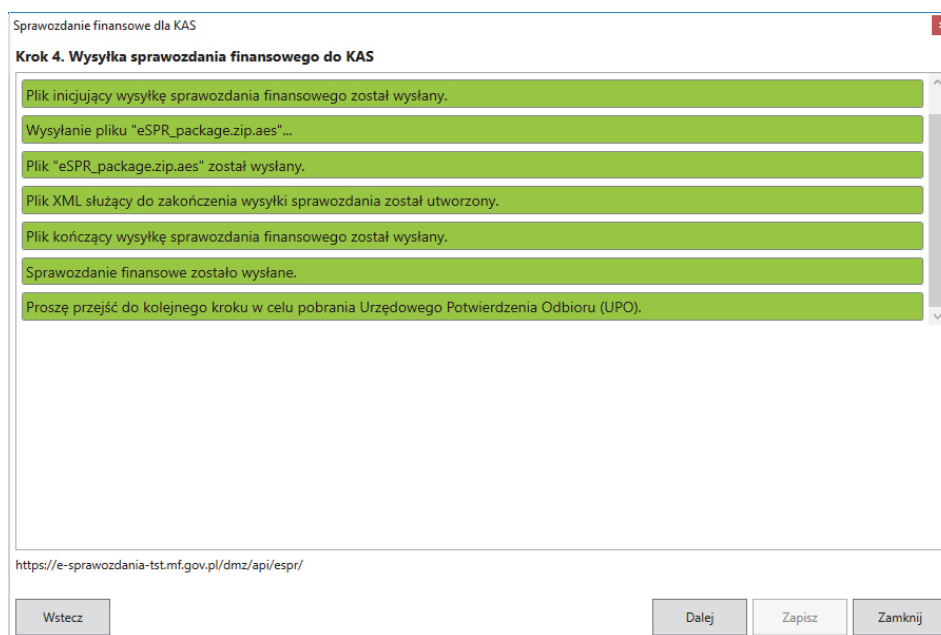 Sprawozdanie finansowe dla KAS
Krok 4. Wysyłka sprawozdania finansowego do KAS
Plik inicjujący wysyłkę sprawozdania finansowego został wysłany.
Wysyłanie pliku "eSPR_package.zip.aes"...
Plik "eSPR_package.zip.aes" został wysłany.
Plik XML służący do zakończenia wysyłki sprawozdania został utworzony.
Plik kończący wysyłkę sprawozdania finansowego został wysłany.
Sprawozdanie finansowe zostało wysłane.
Proszę przejść do kolejnego kroku w celu pobrania Urzędowego Potwierdzenia Odbioru (UPO).
https://e-sprawozdania-tst.mf.gov.pl/dmz/api/espr/
Wstecz
Dalej
Zapisz
Zamknij